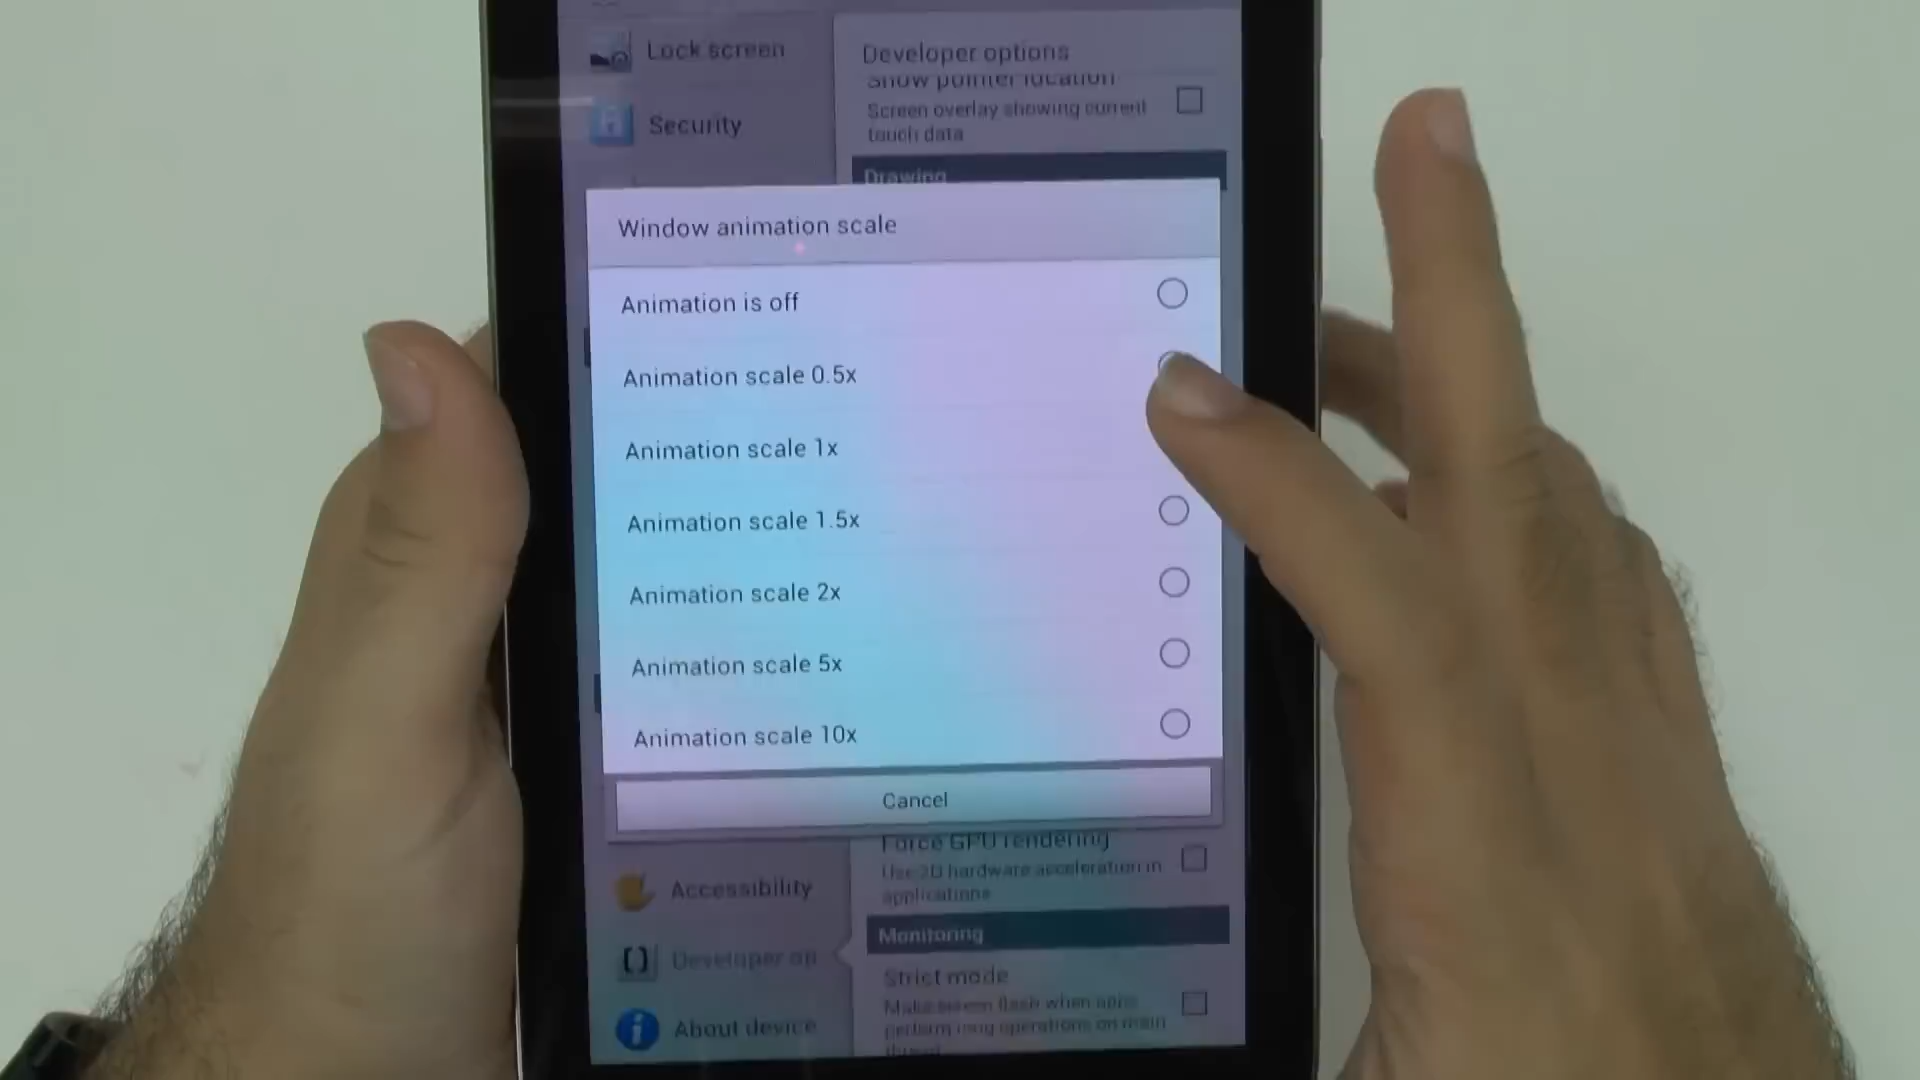 Lock screen
Security
Developer options
Show pointer location
Screen overlay showing current
touch data
Drawing
Window animation scale
Animation is off
Animation scale 0.5x
Animation scale 1x
Animation scale 1.5x
Animation scale 2x
Animation scale 5x
Animation scale 10x
Cancel
Force GPU rendering
Use 2D hardware acceleration in
applications
Accessibility
Developer op
About device
Monitoring
Strict mode
Make screen flash when apps
perform long operations on main
thread